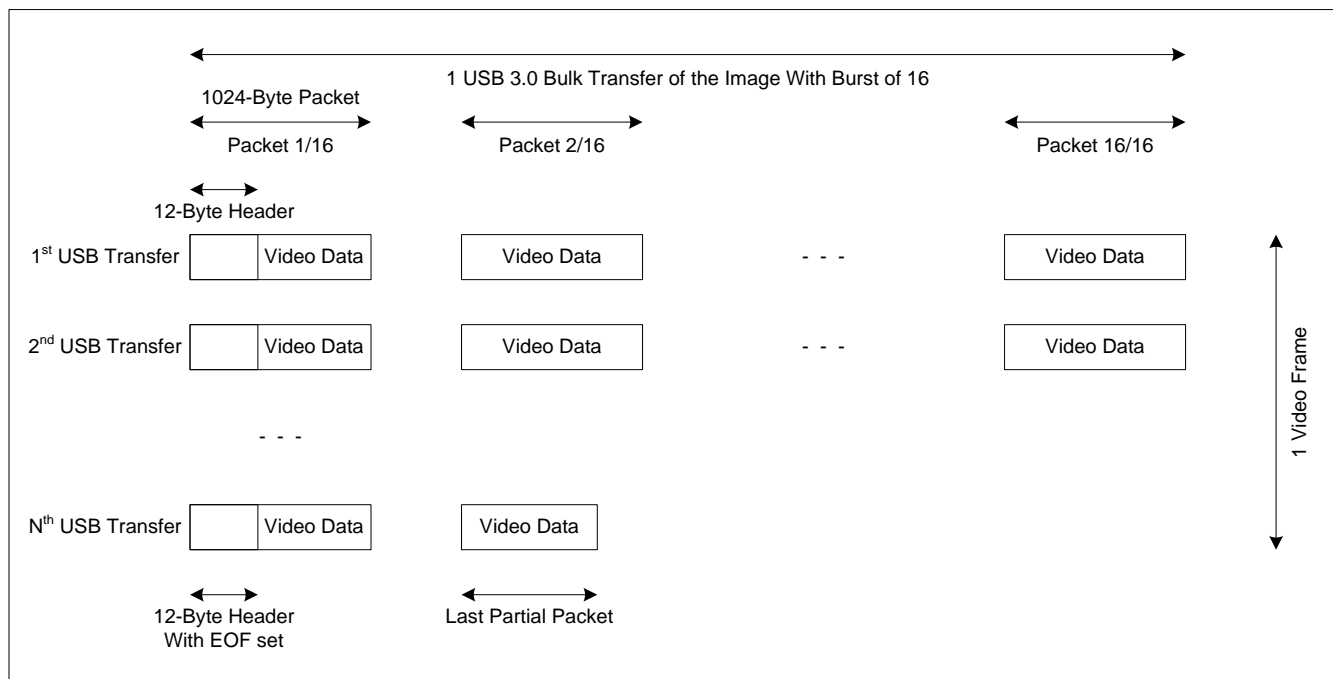 1 USB 3.0 Bulk Transfer of the Image With Burst of 16
1024-Byte Packet
Packet 1/16
Packet 2/16
Packet 16/16
12-Byte Header
1st USB Transfer
Video Data
Video Data
- - -
Video Data
2nd USB Transfer
Video Data
Video Data
- - -
Video Data
- - -
1 Video Frame
Nth USB Transfer
Video Data
Video Data
12-Byte Header
With EOF set
Last Partial Packet